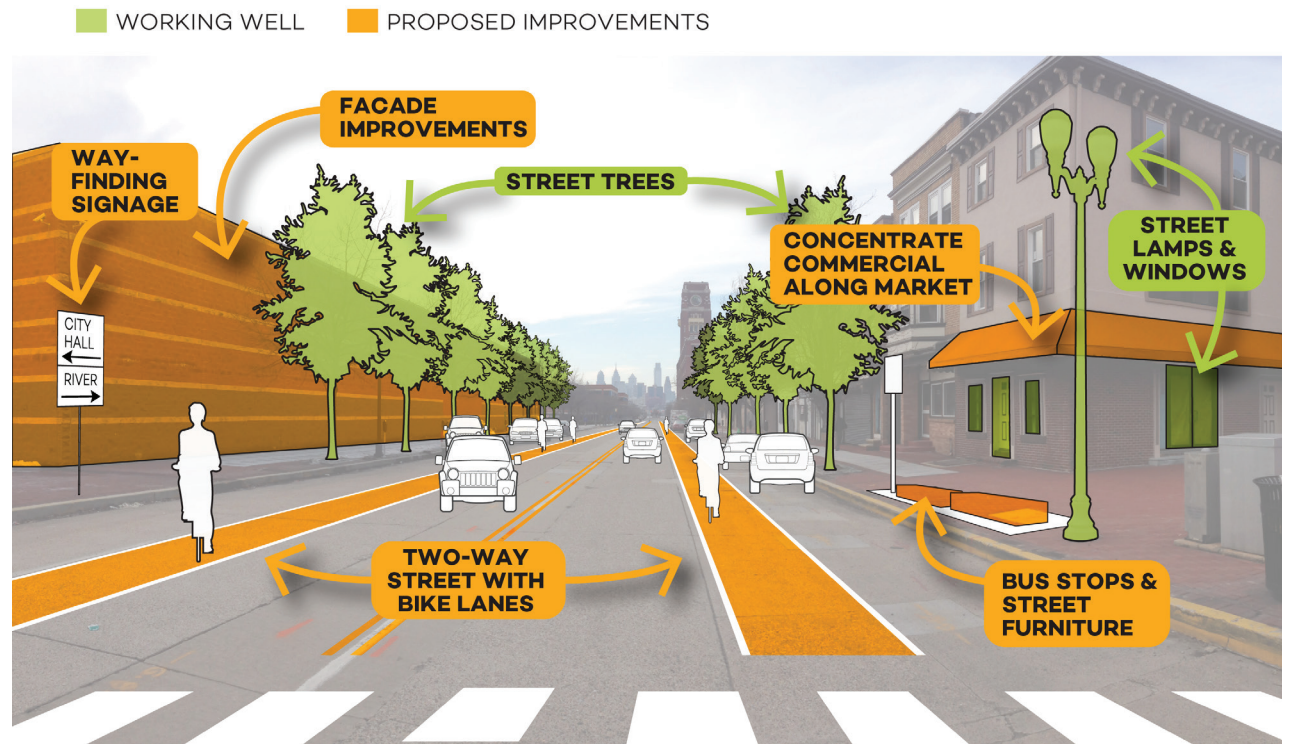 WORKING WELL
PROPOSED IMPROVEMENTS
FACADE
IMPROVEMENTS
WAY-
FINDING
SIGNAGE
STREET TREES
CONCENTRATE
COMMERCIAL
ALONG MARKET
STREET
LAMPS &
WINDOWS
CITY
HALL
RIVER
TWO-WAY
STREET WITH
BIKE LANES
BUS STOPS &
STREET
FURNITURE